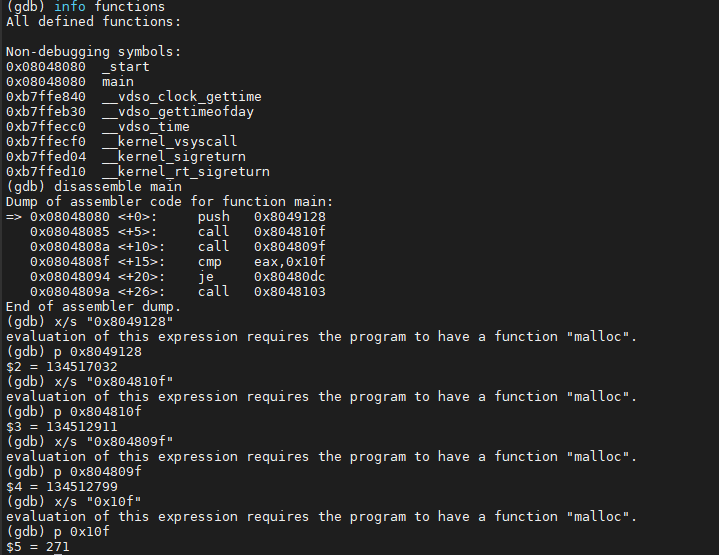 (gdb) info functions
All defined functions:

Non-debugging symbols:
0x08048080  _start
0x08048080  main
0xb7ffe840  __vdso_clock_gettime
0xb7ffeb30  __vdso_gettimeofday
0xb7ffecc0  __vdso_time
0xb7ffecf0  __kernel_vsyscall
0xb7ffed04  __kernel_sigreturn
0xb7ffed10  __kernel_rt_sigreturn
(gdb) disassemble main
Dump of assembler code for function main:
=> 0x08048080 <+0>:     push   0x8049128
   0x08048085 <+5>:     call   0x804810f
   0x0804808a <+10>:    call   0x804809f
   0x0804808f <+15>:    cmp    eax,0x10f
   0x08048094 <+20>:    je     0x80480dc
   0x0804809a <+26>:    call   0x8048103
End of assembler dump.
(gdb) x/s "0x8049128"
evaluation of this expression requires the program to have a function "malloc".
(gdb) p 0x8049128
$2 = 134517032
(gdb) x/s "0x804810f"
evaluation of this expression requires the program to have a function "malloc".
(gdb) p 0x804810f
$3 = 134512911
(gdb) x/s "0x804809f"
evaluation of this expression requires the program to have a function "malloc".
(gdb) p 0x804809f
$4 = 134512799
(gdb) x/s "0x10f"
evaluation of this expression requires the program to have a function "malloc".
(gdb) p 0x10f
$5 = 271